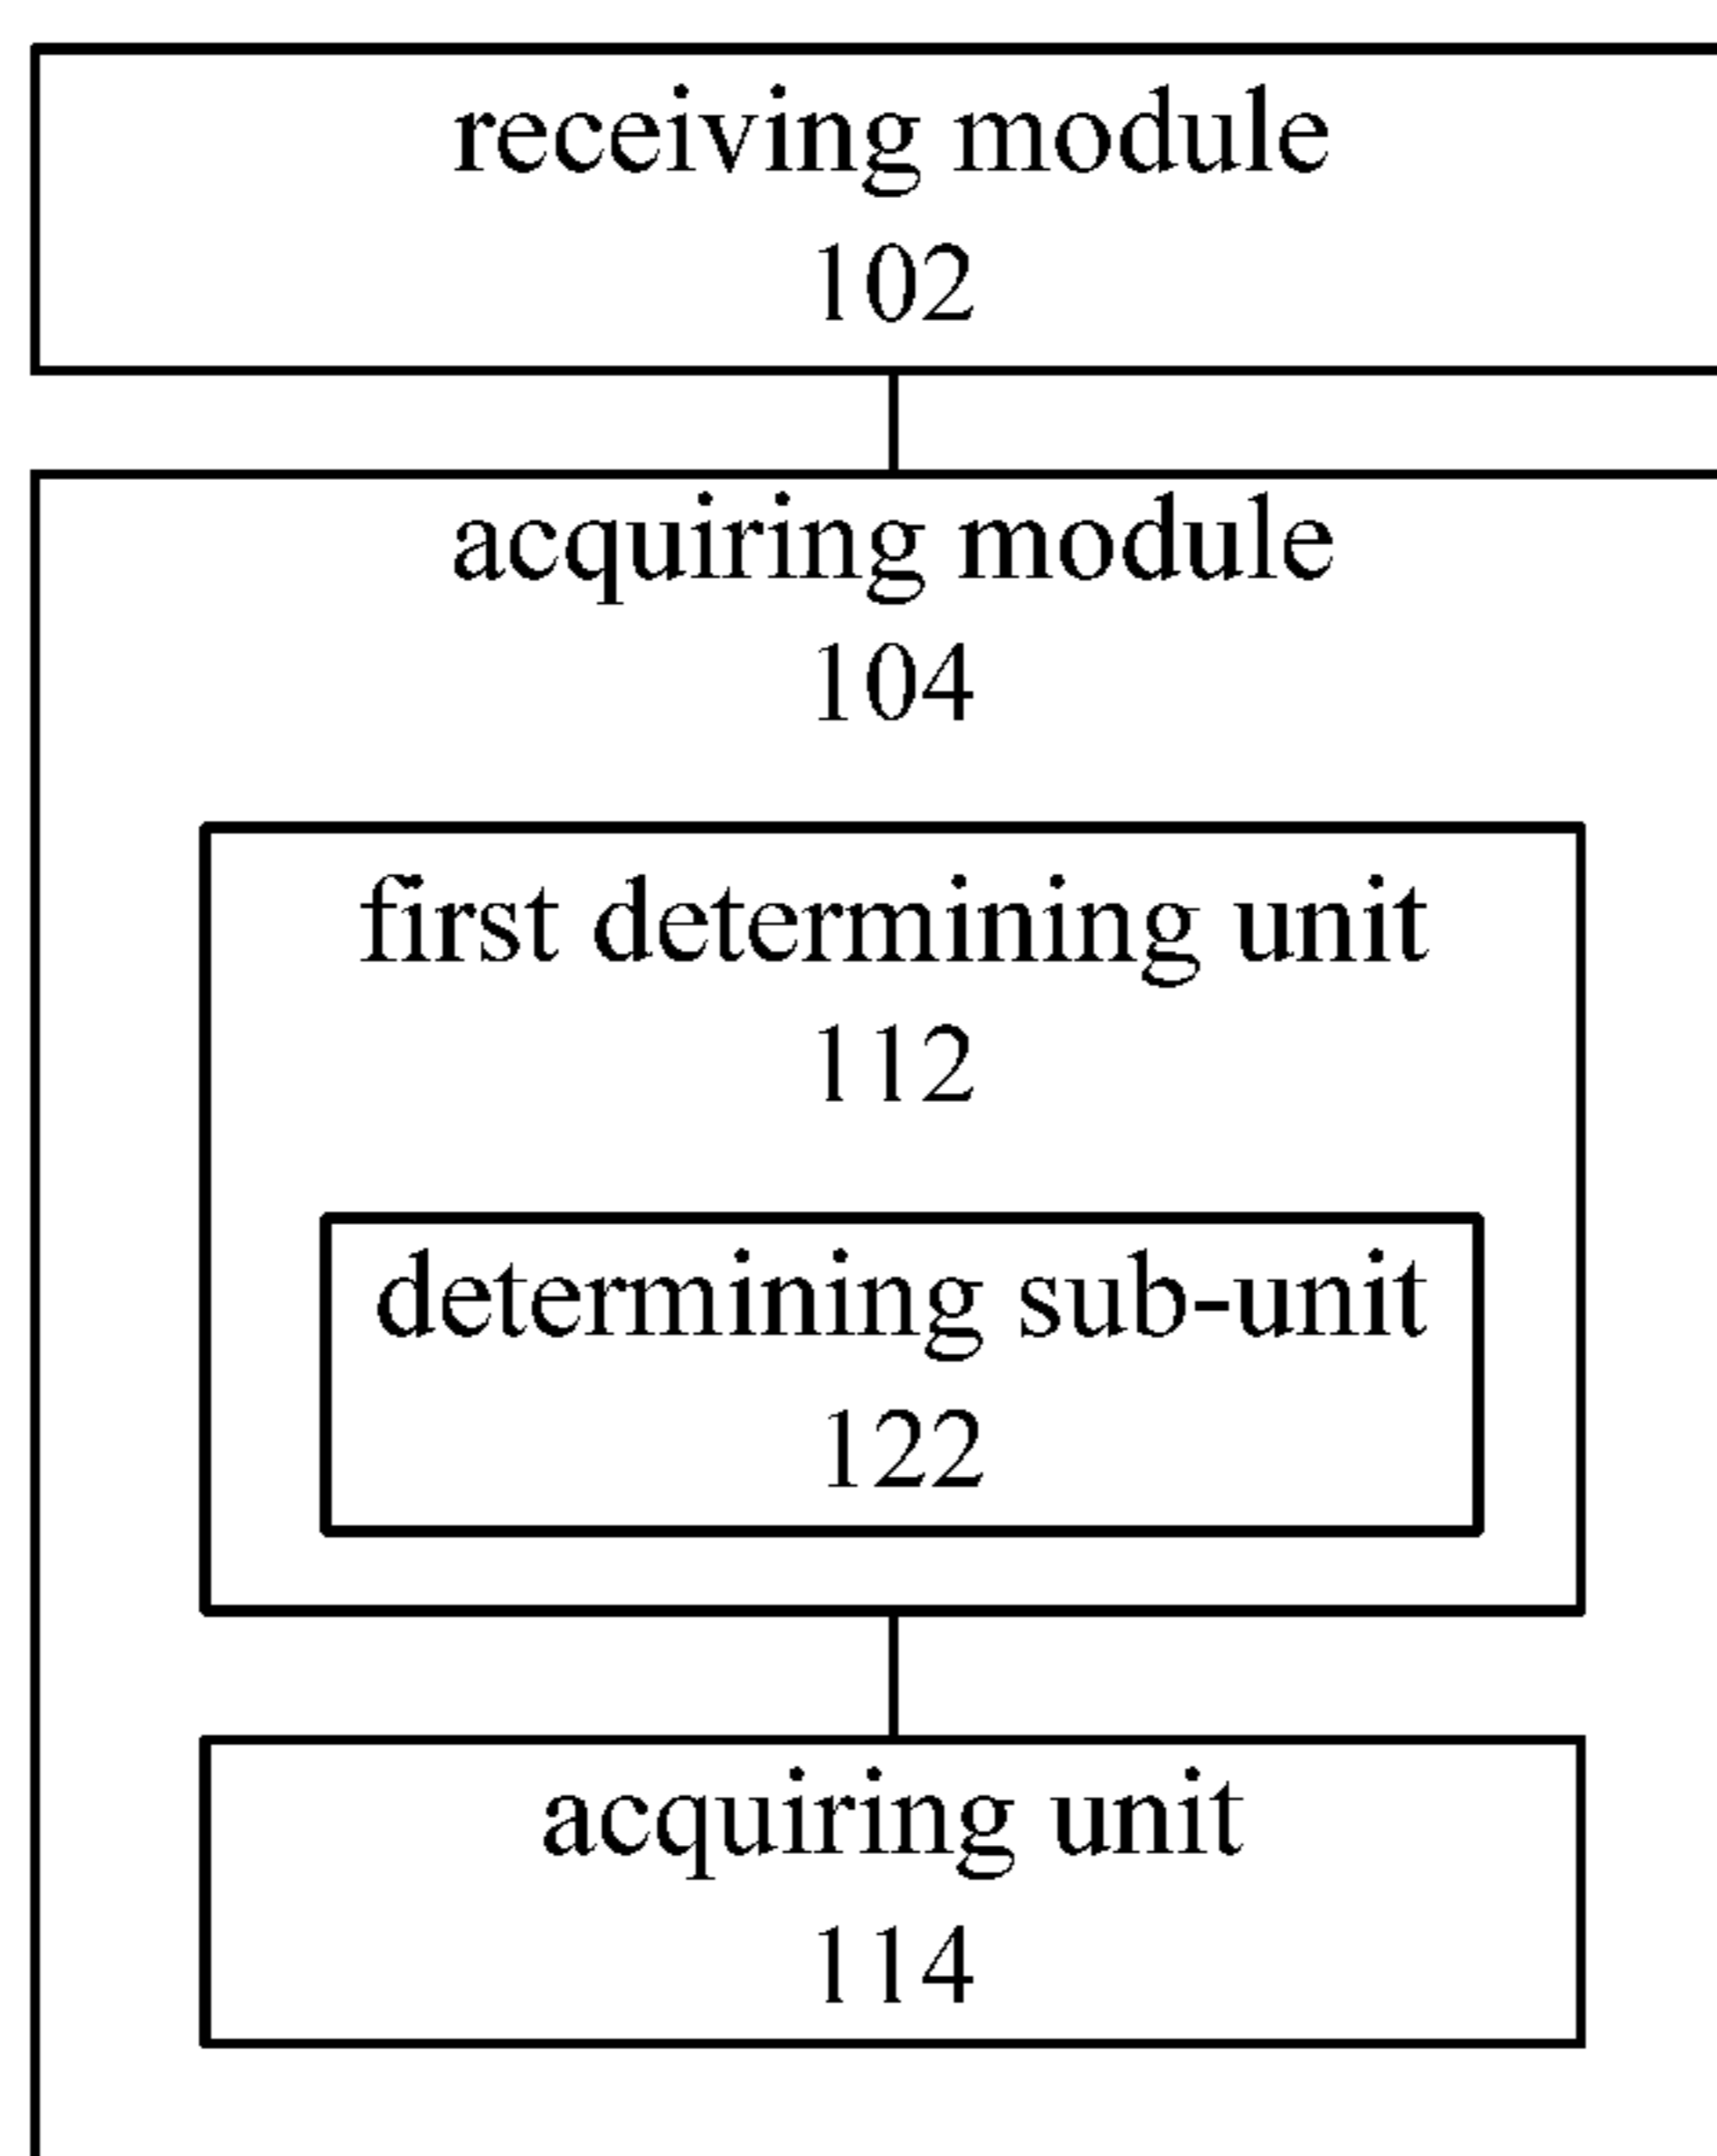 receiving module
102
acquiring module
104
first determining unit
112
determining sub-unit
122
acquiring unit
114